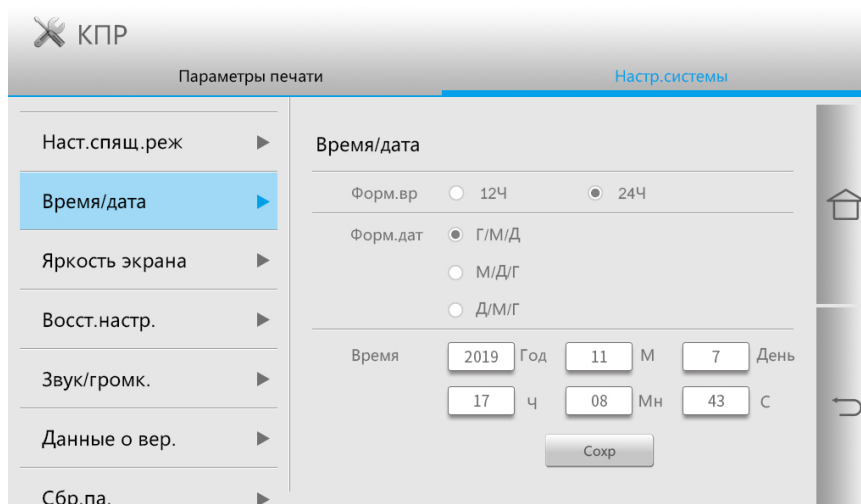 КПР
Параметры печати
Настр.системы
Наст.спящ.реж
Время/дата
Яркость экрана
Восст.настр.
Звук/громк.
Данные о вер.
Сбр.па.
Время/дата
Форм.вр 12Ч 24Ч
Форм.дат Г/М/Д
М/Д/Г
Д/М/Г
Время 2019 Год 11 М 7 День
17 Ч 08 Мн 43 С
Сохр